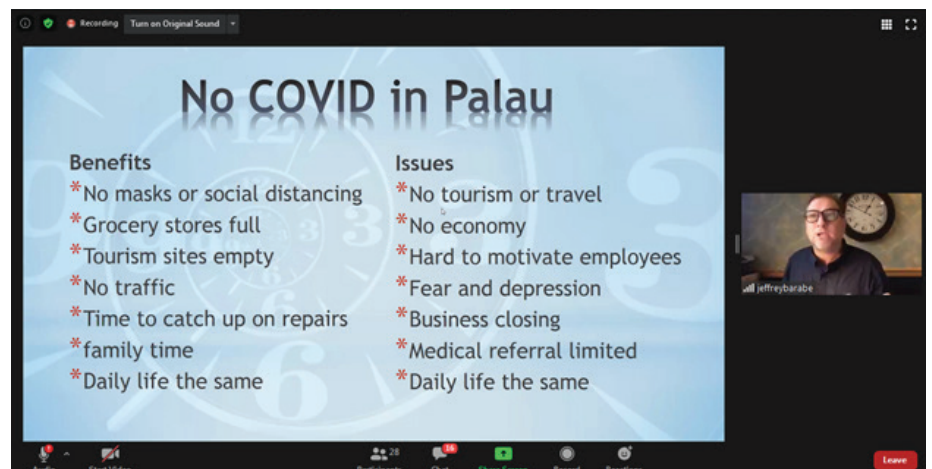 Recording Turn on Original Sound
No COVID in Palau
Benefits
*No masks or social distancing
*Grocery stores full
*Tourism sites empty
*No traffic
*Time to catch up on repairs
*family time
*Daily life the same
Issues
*No tourism or travel
*No economy
*Hard to motivate employees
*Fear and depression
*Business closing
*Medical referral limited
*Daily life the same
jeffreybarabe
28
16
Leave